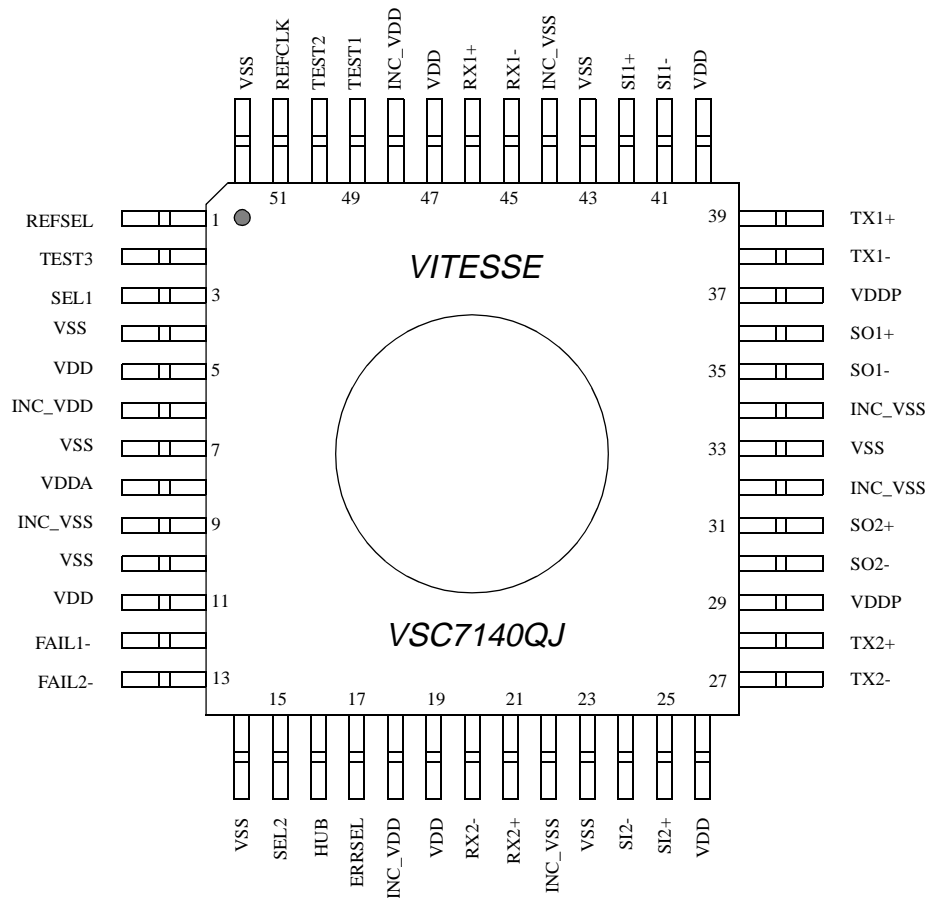 VSS
REFCLK
TEST2
TEST1
INC_VDD
VDD
RX1+
RX1-
INC_VSS
VSS
SI1+
SI1-
VDD
51
49
47
45
43
41
REFSEL
TEST3
SEL1
VSS
VDD
INC_VDD
VSS
VDDA
INC_VSS
VSS
VDD
FAIL1-
FAIL2-
1
3
5
7
9
11
13
VITESSE
VSC7140QJ
39
37
35
33
31
29
27
TX1+
TX1-
VDDP
SO1+
SO1-
INC_VSS
VSS
INC_VSS
SO2+
SO2-
VDDP
TX2+
TX2-
15
17
19
21
23
25
VSS
SEL2
HUB
ERRSEL
INC_VDD
VDD
RX2-
RX2+
INC_VSS
VSS
SI2-
SI2+
VDD